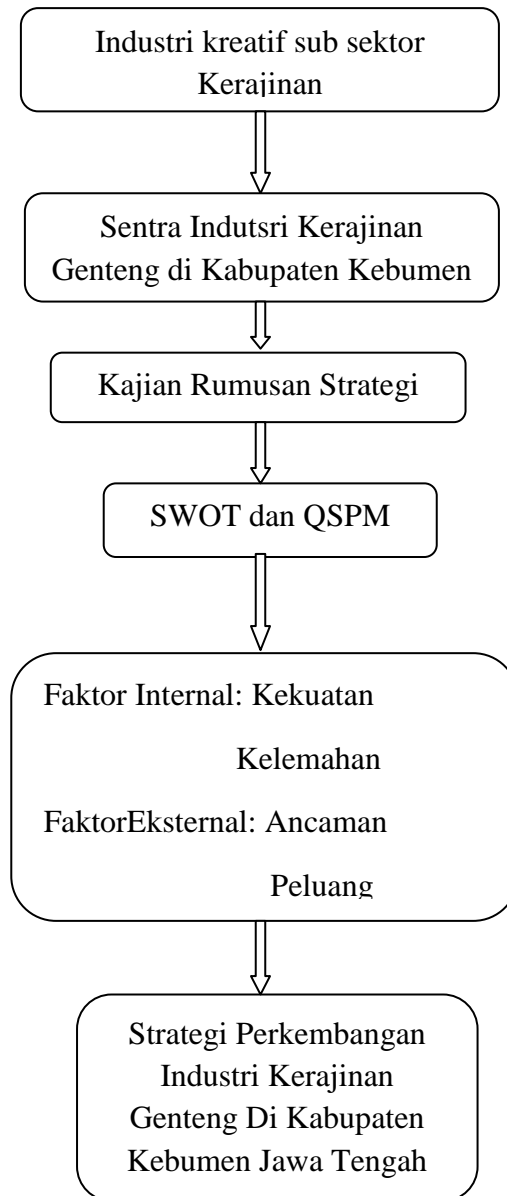 Industri kreatif sub sektor
Kerajinan
Sentra Indutsri Kerajinan
Genteng di Kabupaten Kebumen
Kajian Rumusan Strategi
SWOT dan QSPM
Faktor Internal: Kekuatan
Kelemahan
FaktorEksternal: Ancaman
Peluang
Strategi Perkembangan
Industri Kerajinan
Genteng Di Kabupaten
Kebumen Jawa Tengah